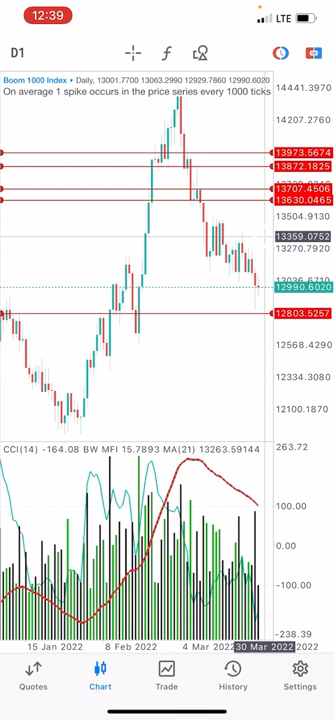 12:39
LTE
D1
Boom 1000 Index • Daily, 13001.7700 13063.2990 12929.7860 12990.6020
On average 1 spike occurs in the price series every 1000 ticks
14441.3970
14207.2760
13973.5674
13872.1825
13707.4506
13630.0465
13504.9130
13359.0752
13270.7920
12990.6020
12803.5257
12568.4290
12334.3080
12100.1870
CCI(14) -164.08 BW MFI 15.7893 MA(21) 13263.59144
263.72
100.00
0.00
-100.00
-238.39
15 Jan 2022
8 Feb 2022
4 Mar 2022
30 Mar 2022
2022
Quotes
Chart
Trade
History
Settings